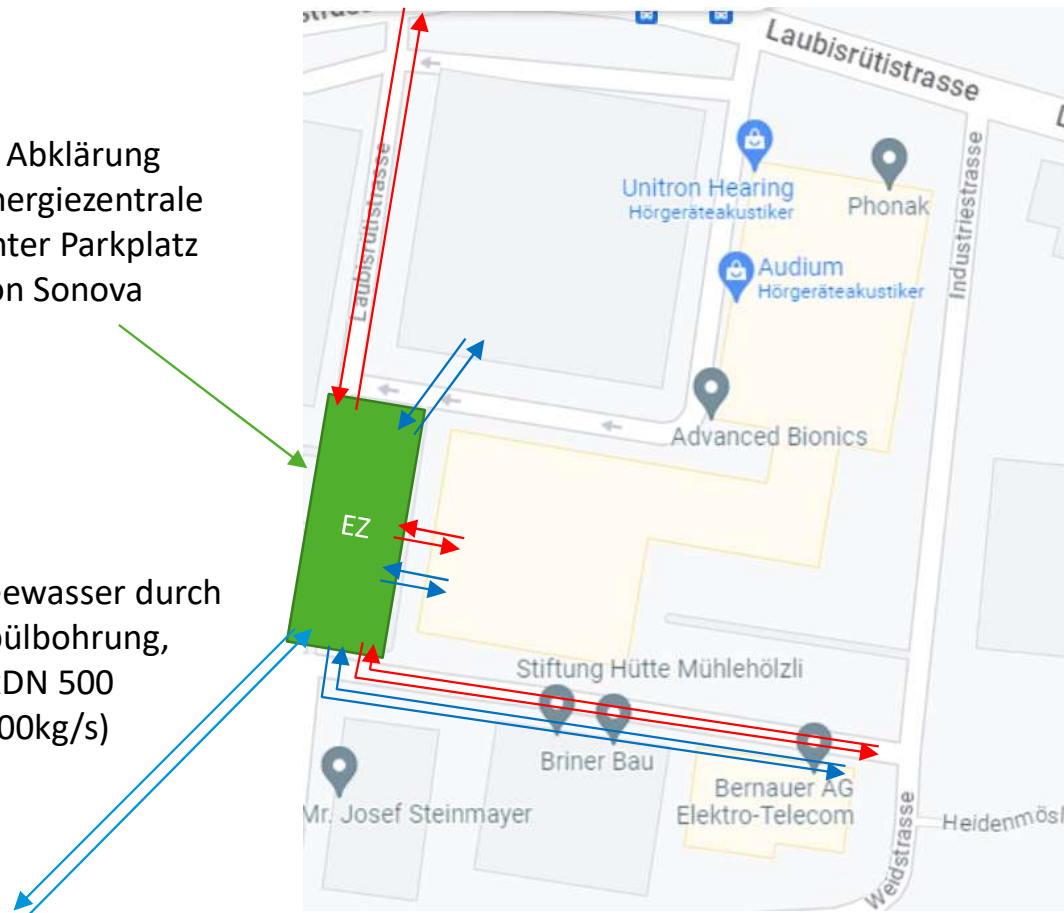 Laubisrütistrasse
Abklärung
nergiezentrale
nter Parkplatz
on Sonova
Laubisrütistrasse
Unitron Hearing
Hörgeräteakustiker
Phonak
Industriestrasse
Audium
Hörgeräteakustiker
Advanced Bionics
EZ
eewasser durch
pülbohrung,
DN 500
00kg/s)
Stiftung Hütte Mühlehölzli
Briner Bau
Bernauer AG
Elektro-Telecom
Mr. Josef Steinmayer
Heidenmösl
Weidstrasse